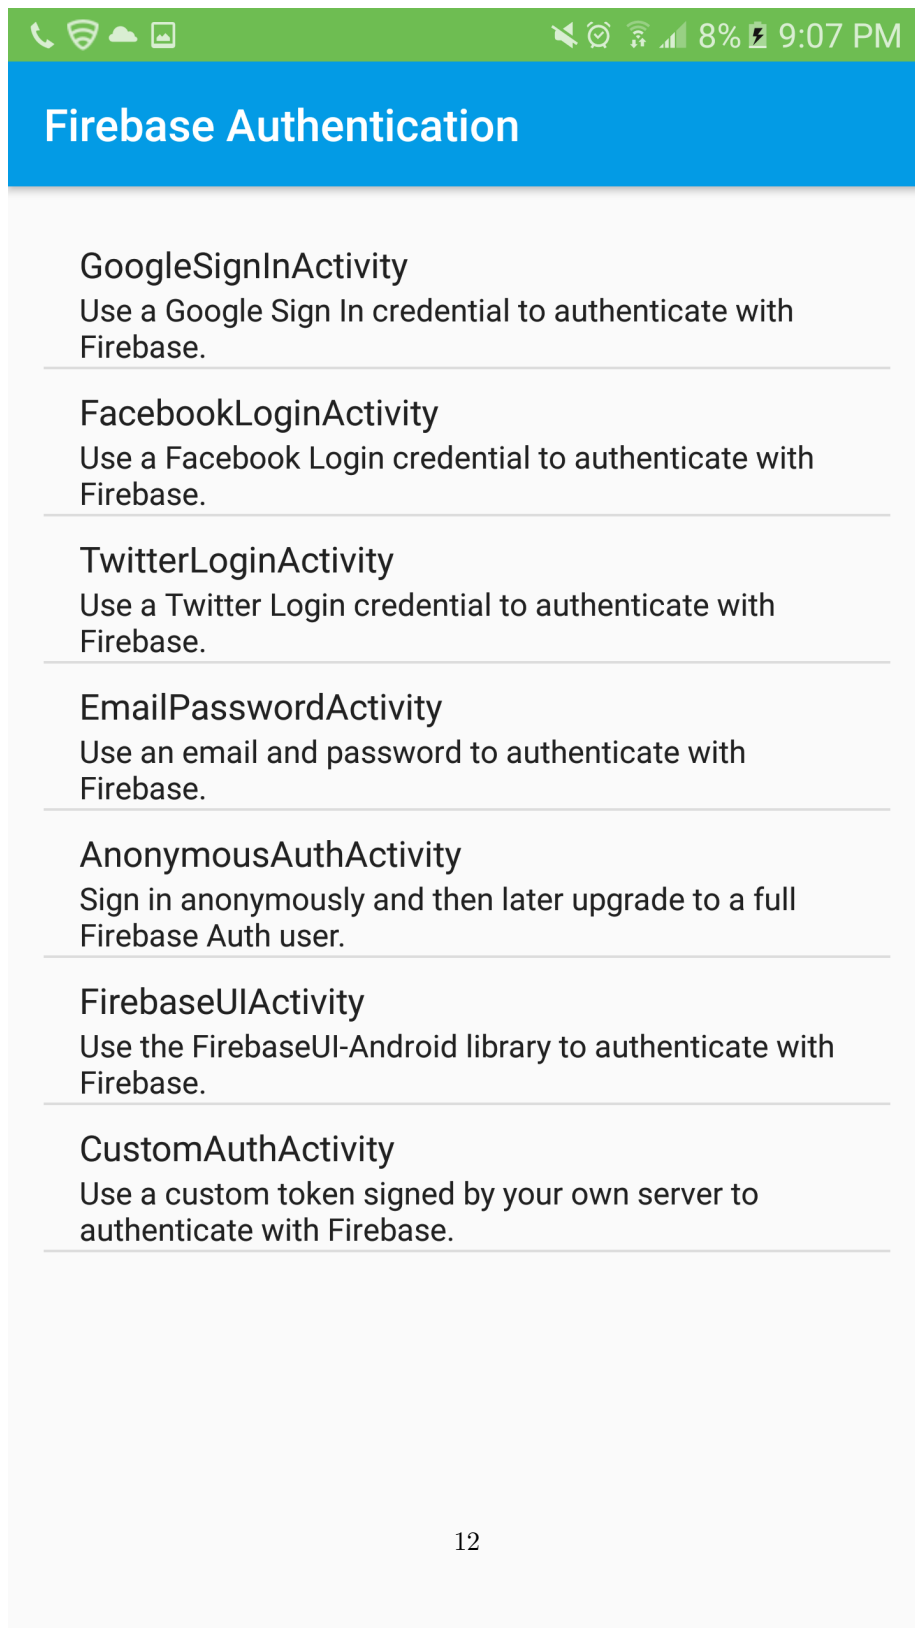 8% 9:07 PM
Firebase Authentication
GoogleSignInActivity
Use a Google Sign In credential to authenticate with
Firebase.
FacebookLoginActivity
Use a Facebook Login credential to authenticate with
Firebase.
TwitterLoginActivity
Use a Twitter Login credential to authenticate with
Firebase.
EmailPasswordActivity
Use an email and password to authenticate with
Firebase.
AnonymousAuthActivity
Sign in anonymously and then later upgrade to a full
Firebase Auth user.
FirebaseUIActivity
Use the FirebaseUI-Android library to authenticate with
Firebase.
CustomAuthActivity
Use a custom token signed by your own server to
authenticate with Firebase.
12